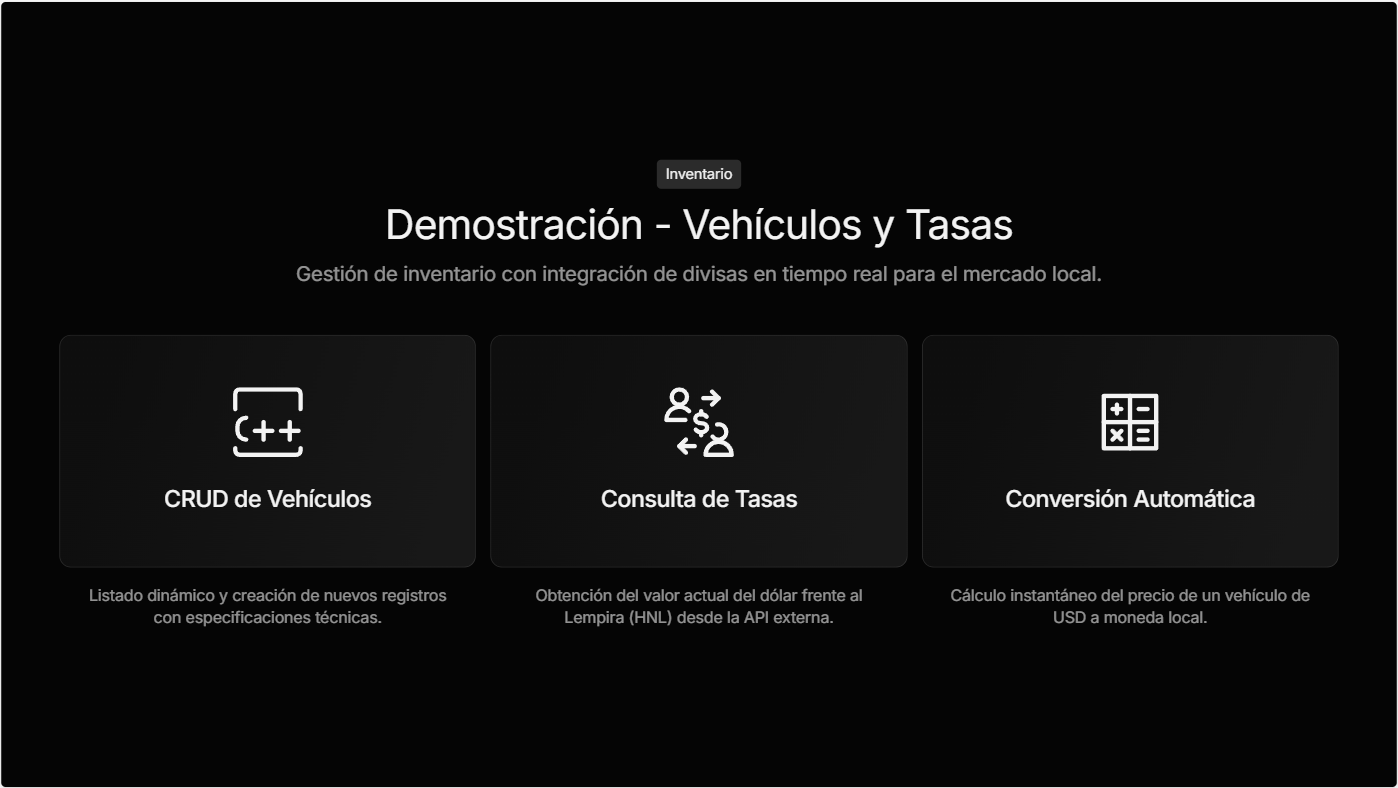 Inventario
Demostración - Vehículos y Tasas
Gestión de inventario con integración de divisas en tiempo real para el mercado local.
C++
CRUD de Vehículos
Listado dinámico y creación de nuevos registros
con especificaciones técnicas.
$
Consulta de Tasas
Obtención del valor actual del dólar frente al
Lempira (HNL) desde la API externa.
Conversión Automática
Cálculo instantáneo del precio de un vehículo de
USD a moneda local.